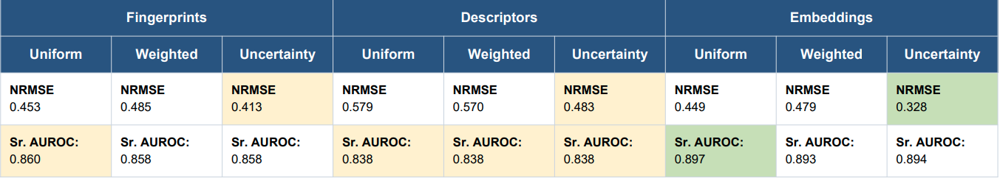 Fingerprints Descriptors Embeddings
Uniform Weighted Uncertainty Uniform Weighted Uncertainty Uniform Weighted Uncertainty
NRMSE NRMSE NRMSE NRMSE NRMSE NRMSE NRMSE NRMSE NRMSE
0.453 0.485 0.413 0.579 0.570 0.483 0.449 0.479 0.328
Sr. AUROC: Sr. AUROC: Sr. AUROC: Sr. AUROC: Sr. AUROC: Sr. AUROC: Sr. AUROC: Sr. AUROC: Sr. AUROC:
0.860 0.858 0.858 0.838 0.838 0.838 0.897 0.893 0.894